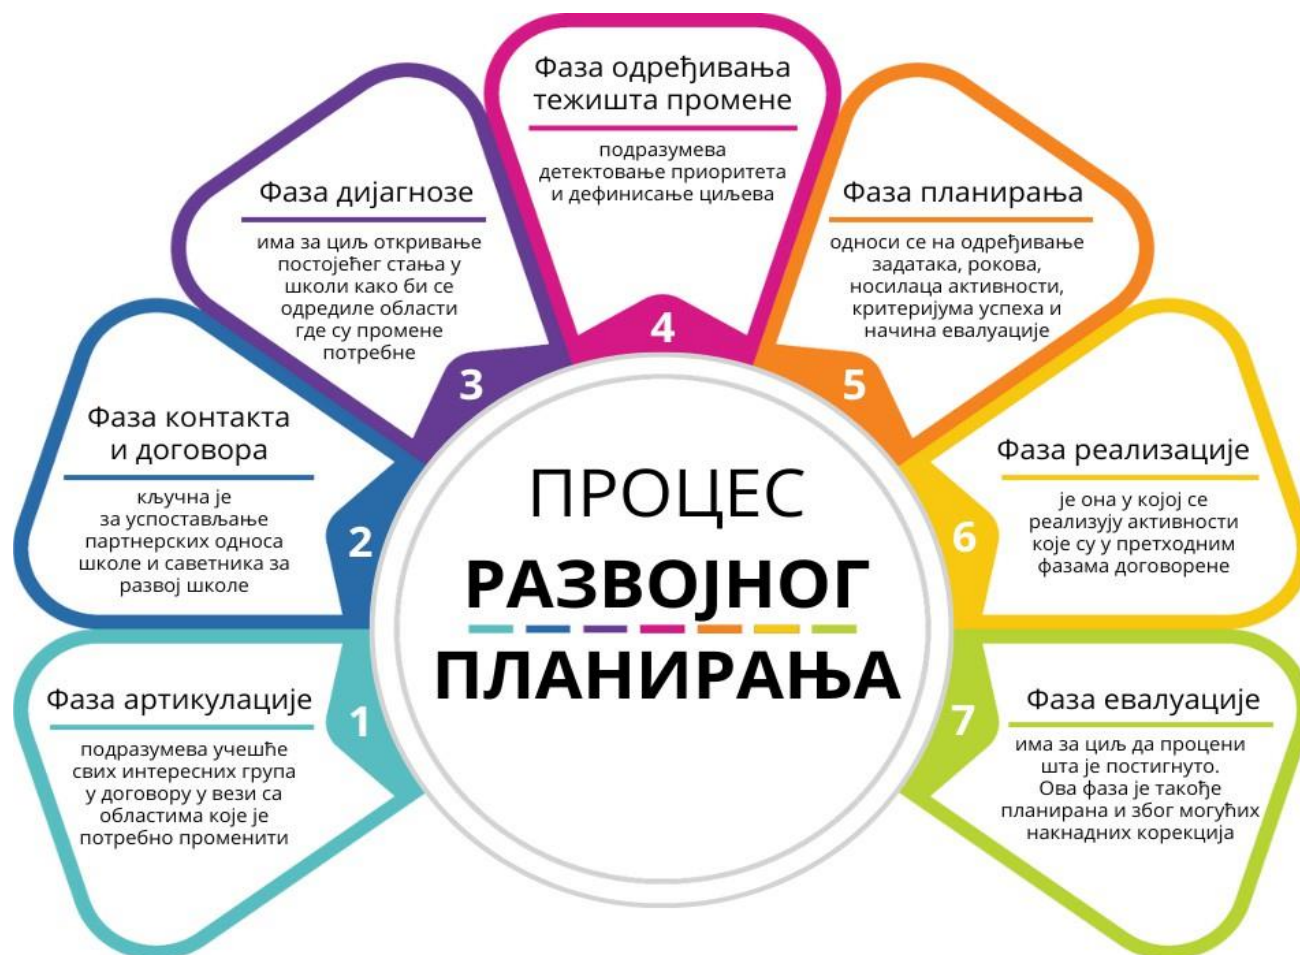 ПРОЦЕС
РАЗВОЈНОГ
ПЛАНИРАЊА
1
Фаза артикулације
подразумева учешће
свих интересних група
у договору у вези са
областима које је
потребно променити
2
Фаза контакта
и договора
кључна је
за успостављање
партнерских односа
школе и саветника за
развој школе
3
Фаза дијагнозе
има за циљ откривање
постојећег стања у
школи како би се
одредиле области
где су промене
потребне
4
Фаза одређивања
тежишта промене
подразумева
детектовање приоритета
и дефинисање циљева
5
Фаза планирања
односи се на одређивање
задатака, рокова,
носилаца активности,
критеријума успеха и
начина евалуације
6
Фаза реализације
је она у којој се
реализују активности
које су у претходним
фазама договорене
7
Фаза евалуације
има за циљ да процени
шта је постигнуто.
Ова фаза је такође
планирана и због могућих
накнадних корекција